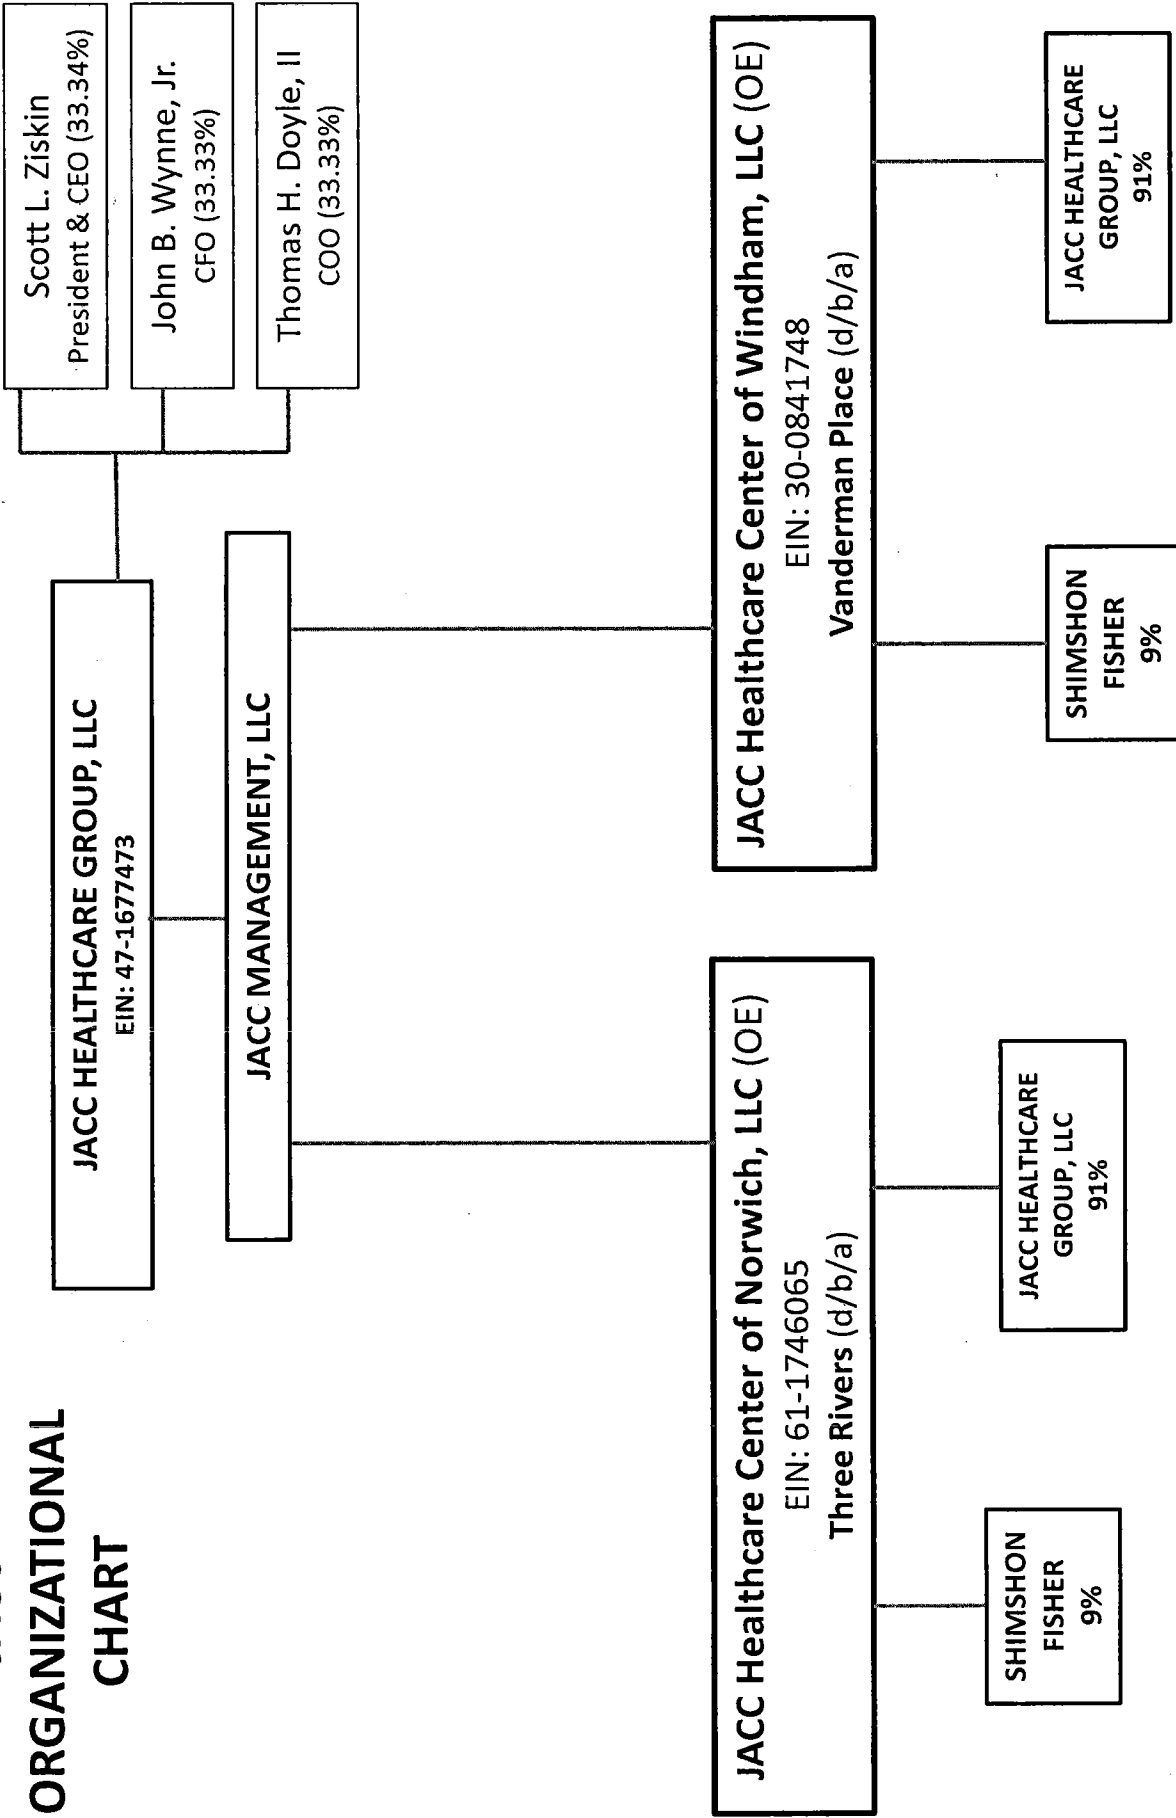 ORGANIZATIONAL
CHART
JACC HEALTHCARE GROUP, LLC
EIN: 47-1677473
Scott L. Ziskin
President & CEO (33.34%)
John B. Wynne, Jr.
CFO (33.33%)
Thomas H. Doyle, II
COO (33.33%)
JACC MANAGEMENT, LLC
JACC Healthcare Center of Norwich, LLC (OE)
EIN: 61-1746065
Three Rivers (d/b/a)
JACC Healthcare Center of Windham, LLC (OE)
EIN: 30-0841748
Vanderman Place (d/b/a)
SHIMSHON
FISHER
9%
JACC HEALTHCARE
GROUP, LLC
91%
SHIMSHON
FISHER
9%
JACC HEALTHCARE
GROUP, LLC
91%